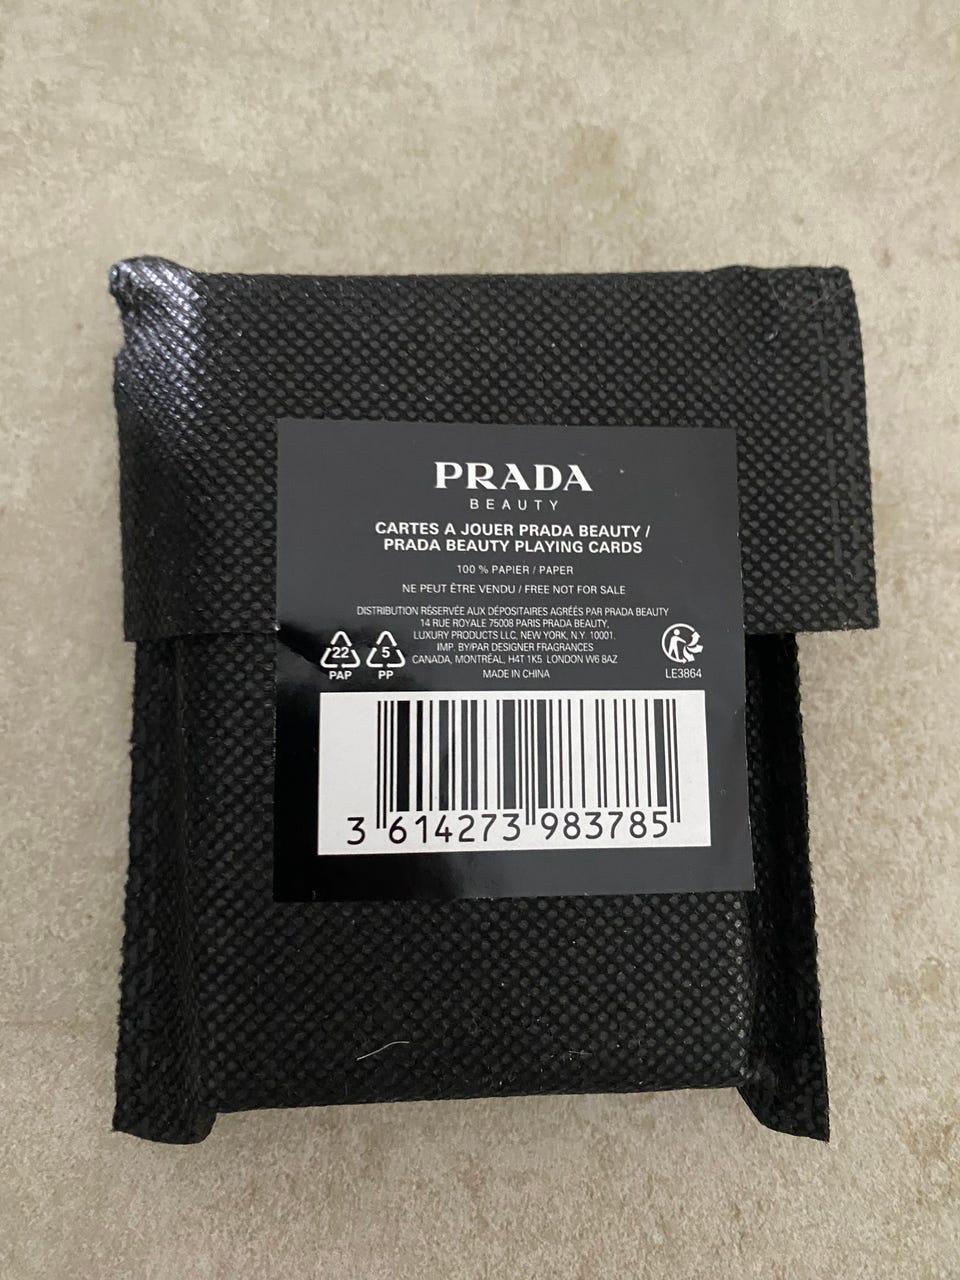 PRADA
BEAUTY
CARTES A JOUER PRADA BEAUTY /
PRADA BEAUTY PLAYING CARDS
100 % PAPIER / PAPER
NE PEUT ÊTRE VENDU / FREE NOT FOR SALE
DISTRIBUTION RÉSERVÉE AUX DÉPOSITAIRES AGRÉÉS PAR PRADA BEAUTY
14 RUE ROYALE 75008 PARIS PRADA BEAUTY,
LUXURY PRODUCTS LLC, NEW YORK, N.Y. 10001.
IMP. BY/PAR DESIGNER FRAGRANCES
CANADA, MONTRÉAL, H4T 1K5 LONDON W6 8AZ
MADE IN CHINA
22
PAP
5
PP
LE3864
3 614273 983785